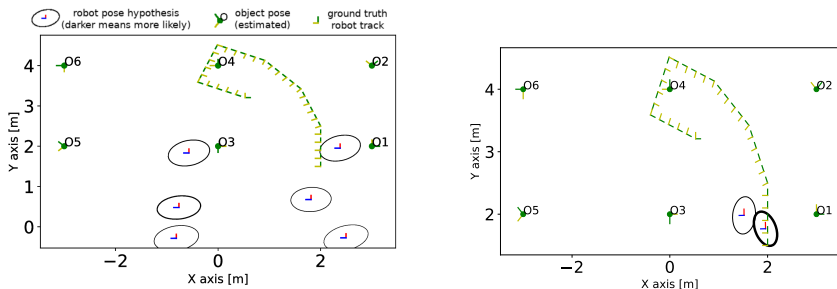 robot pose hypothesis
(darker means more likely)
object pose
(estimated)
ground truth
robot track
O6
O4
O2
O5
O3
O1
4
3
2
1
0
−2
0
2
Y axis [m]
X axis [m]
O6
O4
O2
O5
O3
O1
4
3
2
−2
0
2
Y axis [m]
X axis [m]